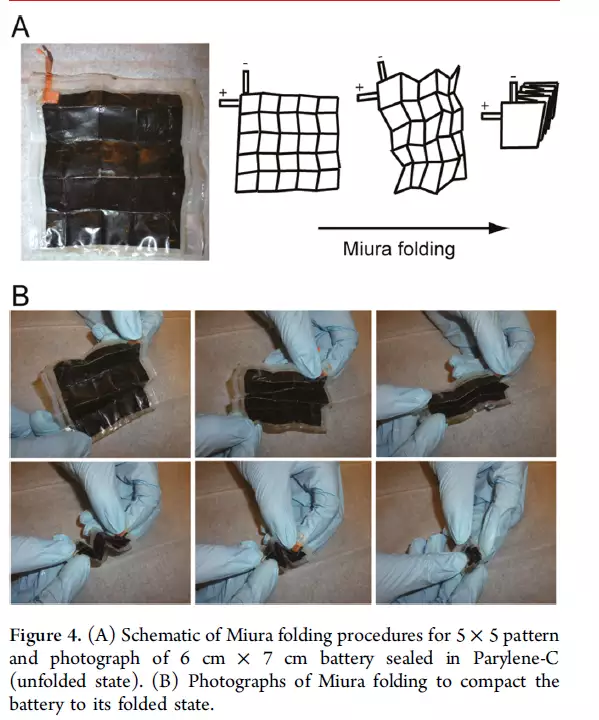 A
-
+
-
+
-
+
Miura folding
B
Figure 4. (A) Schematic of Miura folding procedures for 5 × 5 pattern
and photograph of 6 cm × 7 cm battery sealed in Parylene-C
(unfolded state). (B) Photographs of Miura folding to compact the
battery to its folded state.